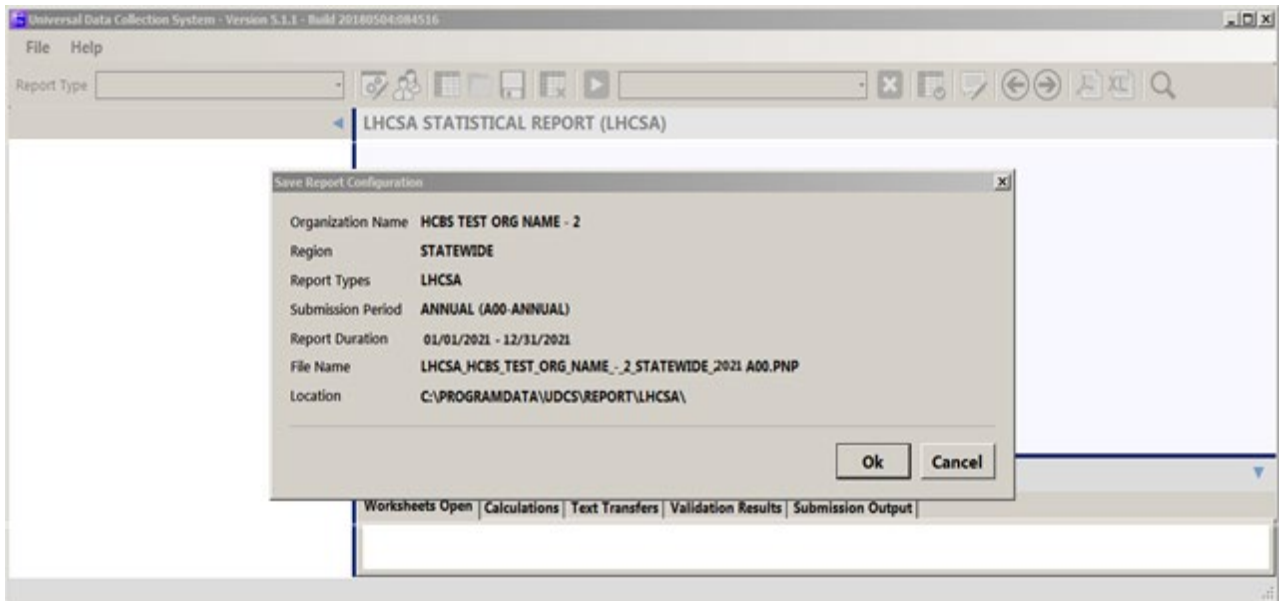 Universal Data Collection System - Version 5.1.1 - Build 20180504:084516
File Help
Report Type
LHCSA STATISTICAL REPORT (LHCSA)
Save Report Configuration
Organization Name HCBS TEST ORG NAME - 2
Region STATEWIDE
Report Types LHCSA
Submission Period ANNUAL (A00-ANNUAL)
Report Duration 01/01/2021 - 12/31/2021
File Name LHCSA_HCBS_TEST_ORG_NAME_-_2_STATEWIDE_2021 A00.PNP
Location C:\PROGRAMDATA\UDCS\REPORT\LHCSA\
Ok Cancel
Worksheets Open Calculations Text Transfers Validation Results Submission Output